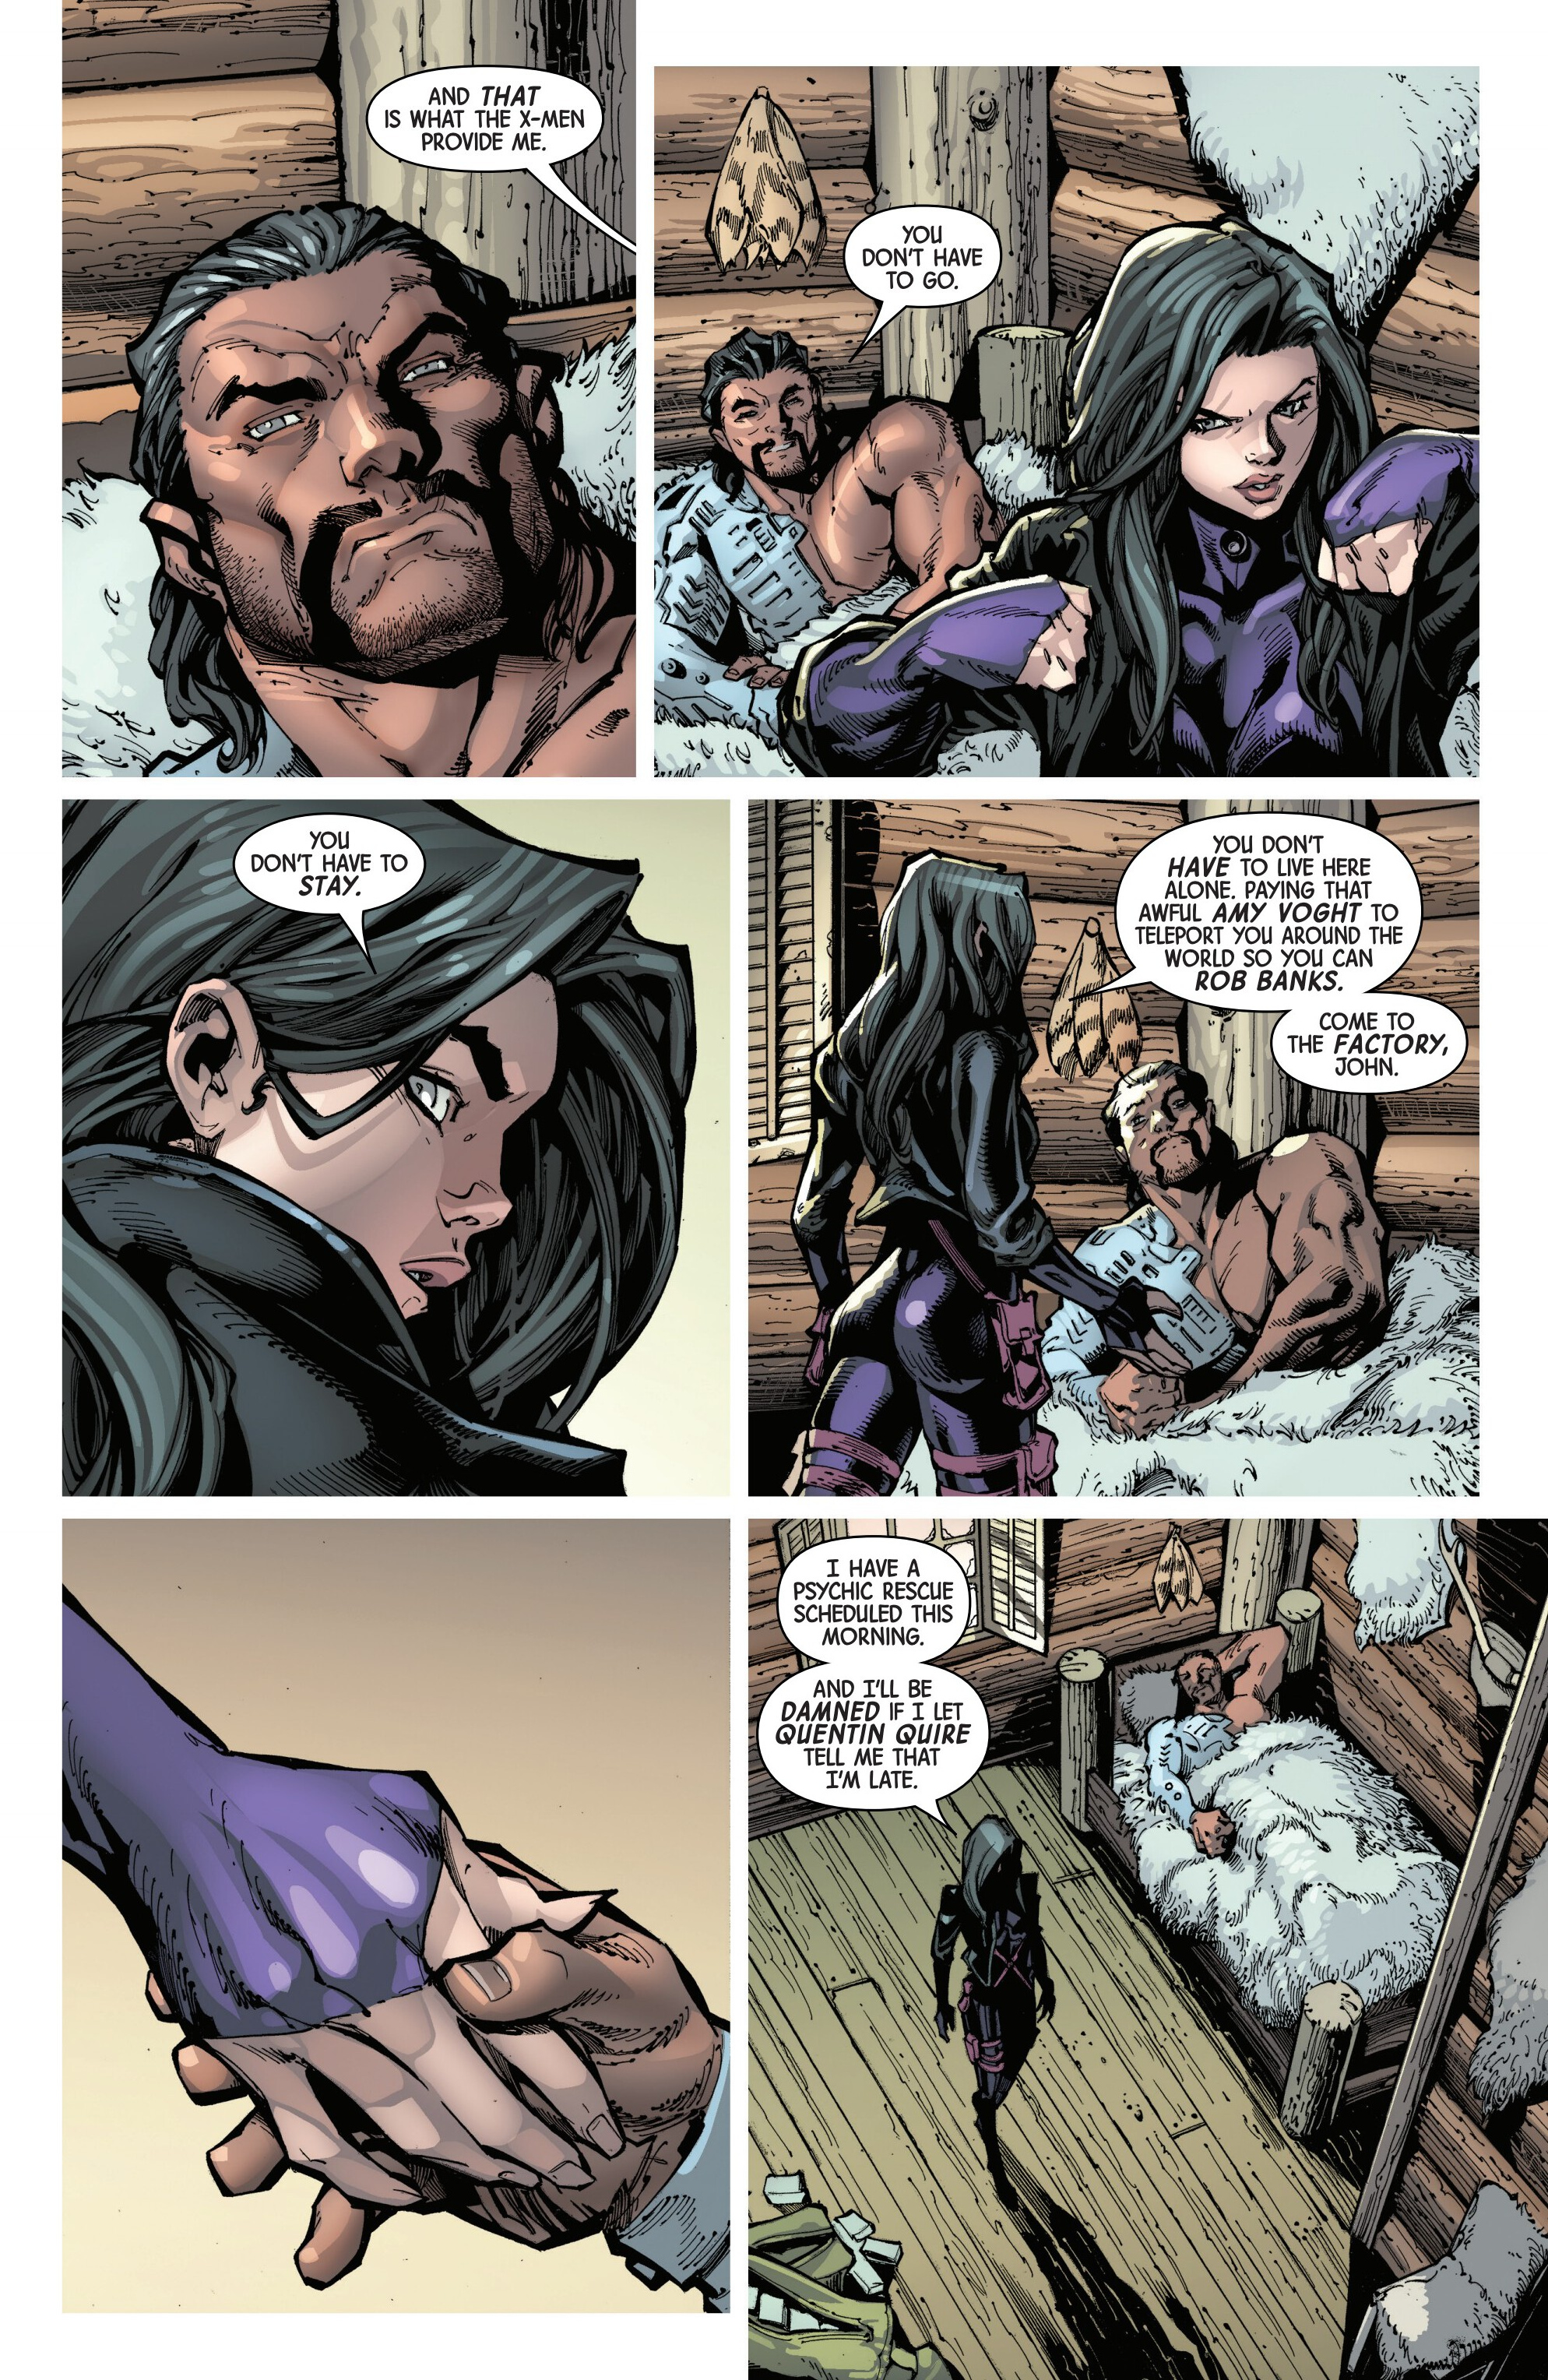 AND THAT
IS WHAT THE X-MEN
PROVIDE ME.
YOU
DON'T HAVE
TO GO.
YOU
DON'T HAVE TO
STAY.
YOU DON'T
HAVE TO LIVE HERE
ALONE. PAYING THAT
AWFUL AMY VOGHT TO
TELEPORT YOU AROUND THE
WORLD SO YOU CAN
ROB BANKS.
COME TO
THE FACTORY,
JOHN.
I HAVE A
PSYCHIC RESCUE
SCHEDULED THIS
MORNING.
AND I'LL BE
DAMNED IF I LET
QUENTIN QUIRE
TELL ME THAT
I'M LATE.